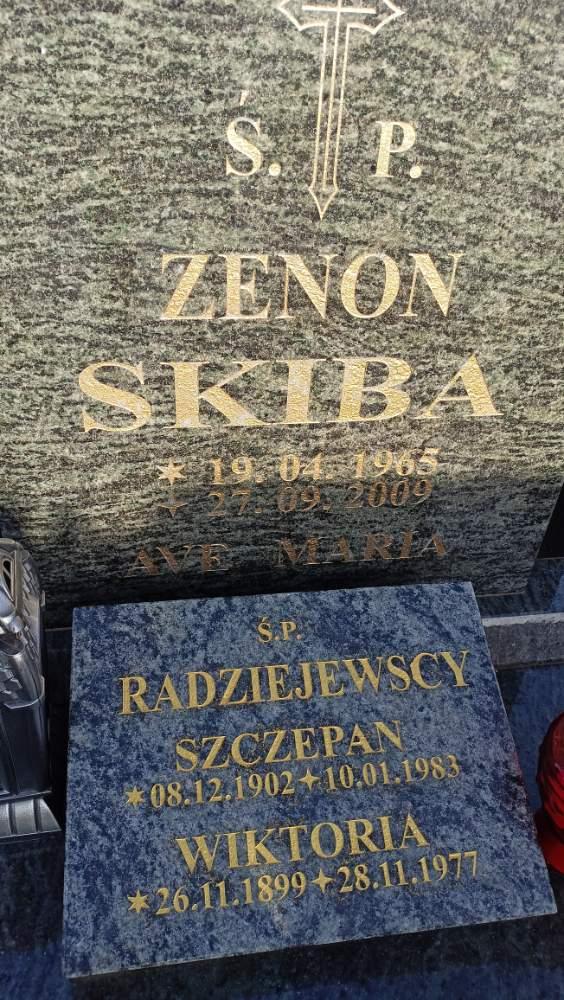 Ś. P.
ZENON
SKIBA
✶ 19. 04. 1965
✦ 27. 09. 2009
AVE MARIA
Ś.P.
RADZIEJEWSCY
SZCZEPAN
✶08.12.1902✦10.01.1983
WIKTORIA
✶26.11.1899✦28.11.1977